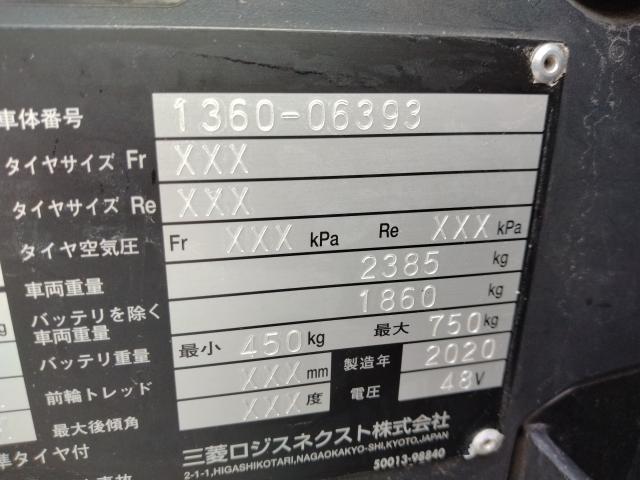 車体番号 1360-06393
タイヤサイズ Fr XXX
タイヤサイズ Re XXX
タイヤ空気圧 Fr XXX kPa Re XXX kPa
車両重量 2385 kg
バッテリを除く
車両重量 1860 kg
バッテリ重量 最小 450 kg 最大 750 kg
前輪トレッド XXX mm 製造年 2020
最大後傾角 XXX 度 電圧 48 V
タイヤ付 三菱ロジスネクスト株式会社
2-1-1,HIGASHIKOTARI,NAGAOKAKYO-SHI,KYOTO,JAPAN
50013-98840